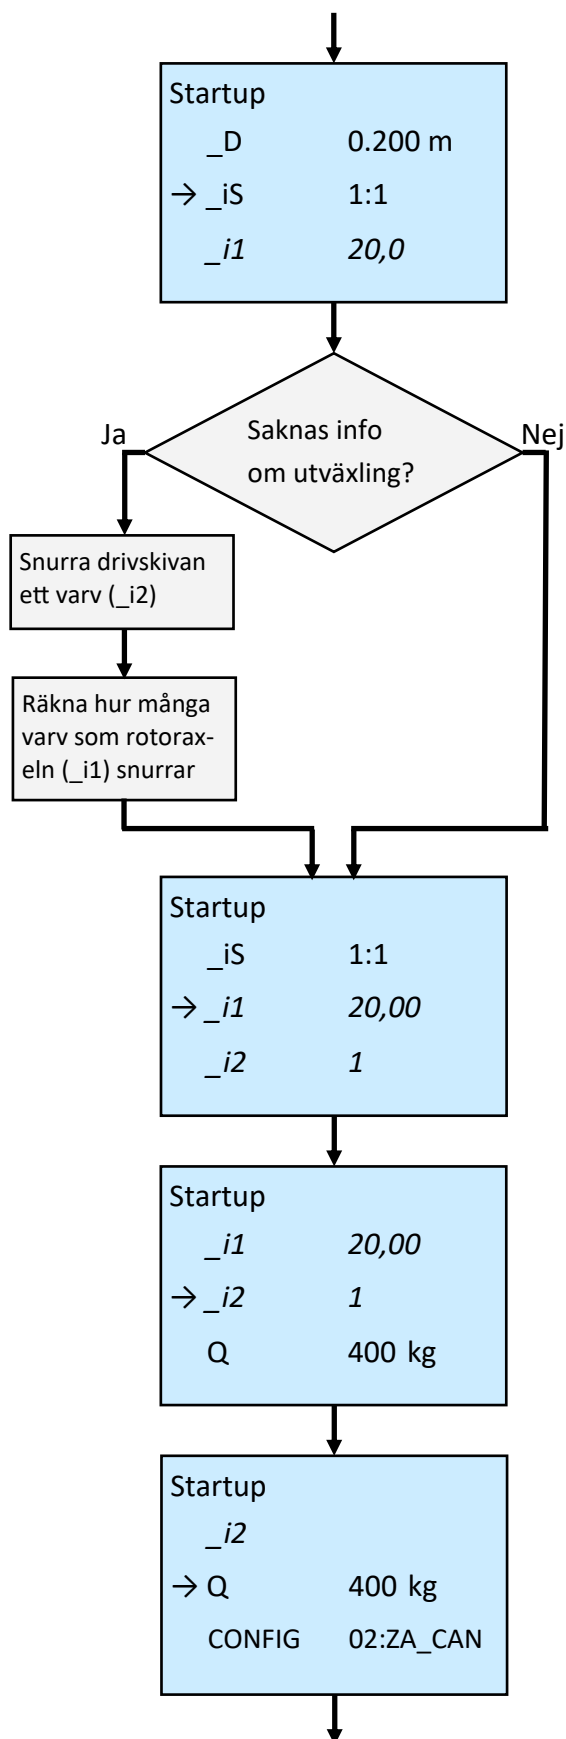 Startup
_D 0.200 m
→ _iS 1:1
_i1 20,0
Saknas info
om utväxling?
Ja
Nej
Snurra drivskivan
ett varv (_i2)
Räkna hur många
varv som rotorax-
eln (_i1) snurrar
Startup
_iS 1:1
→ _i1 20,00
_i2 1
Startup
_i1 20,00
→ _i2 1
Q 400 kg
Startup
_i2
→ Q 400 kg
CONFIG 02:ZA_CAN